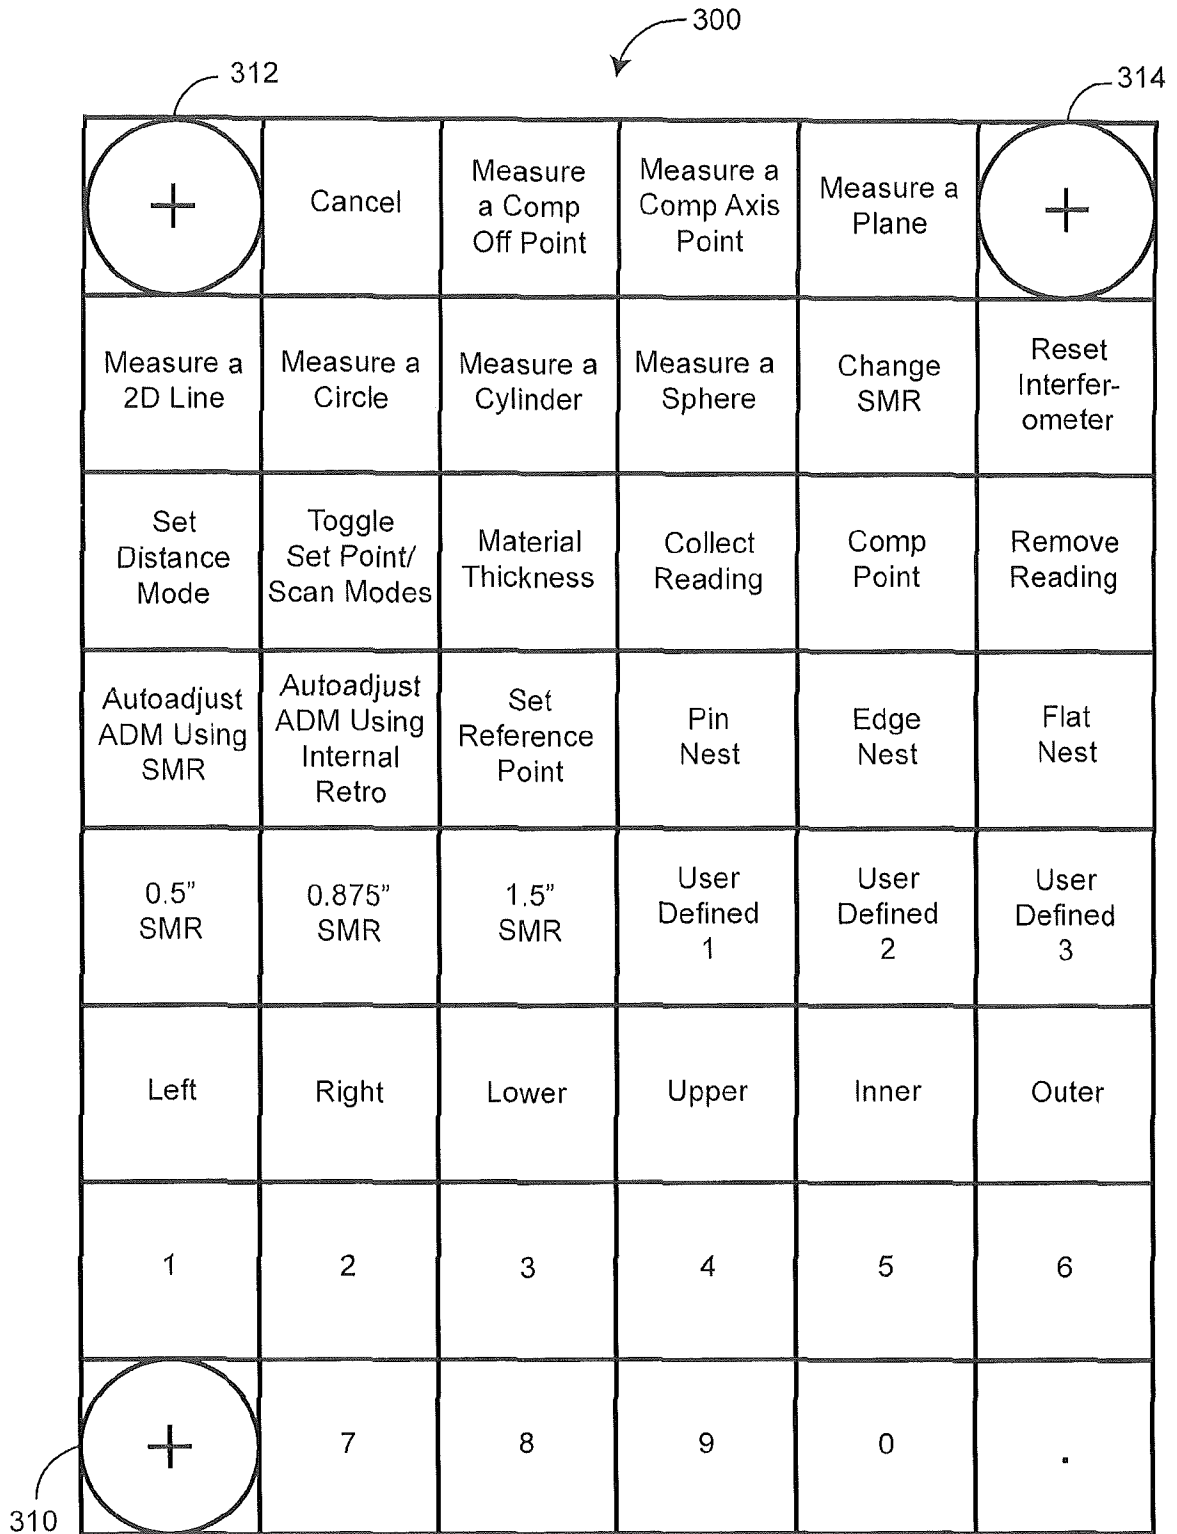 300
312
314
+
Cancel
Measure
a Comp
Off Point
Measure a
Comp Axis
Point
Measure a
Plane
+
Measure a
2D Line
Measure a
Circle
Measure a
Cylinder
Measure a
Sphere
Change
SMR
Reset
Interfer-
ometer
Set
Distance
Mode
Toggle
Set Point/
Scan Modes
Material
Thickness
Collect
Reading
Comp
Point
Remove
Reading
Autoadjust
ADM Using
SMR
Autoadjust
ADM Using
Internal
Retro
Set
Reference
Point
Pin
Nest
Edge
Nest
Flat
Nest
0.5”
SMR
0.875”
SMR
1.5”
SMR
User
Defined
1
User
Defined
2
User
Defined
3
Left
Right
Lower
Upper
Inner
Outer
1
2
3
4
5
6
+
7
8
9
0
.
310